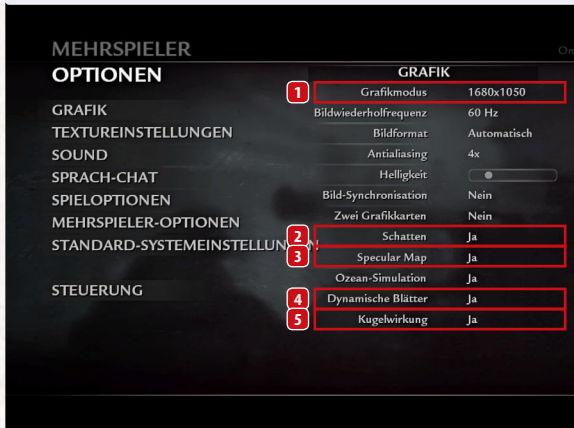 MEHRSPIELER
On
OPTIONEN
GRAFIK
TEXTUREINSTELLUNGEN
SOUND
SPRACH-CHAT
SPIELOPTIONEN
MEHRSPIELER-OPTIONEN
STANDARD-SYSTEMEINSTELLUNGEN
STEUERUNG
GRAFIK
1 Grafikmodus 1680x1050
Bildwiederholfrequenz 60 Hz
Bildformat Automatisch
Antialiasing 4x
Helligkeit
Bild-Synchronisation Nein
Zwei Grafikkarten Nein
2 Schatten Ja
3 Specular Map Ja
Ozean-Simulation Ja
4 Dynamische Blätter Ja
5 Kugelwirkung Ja